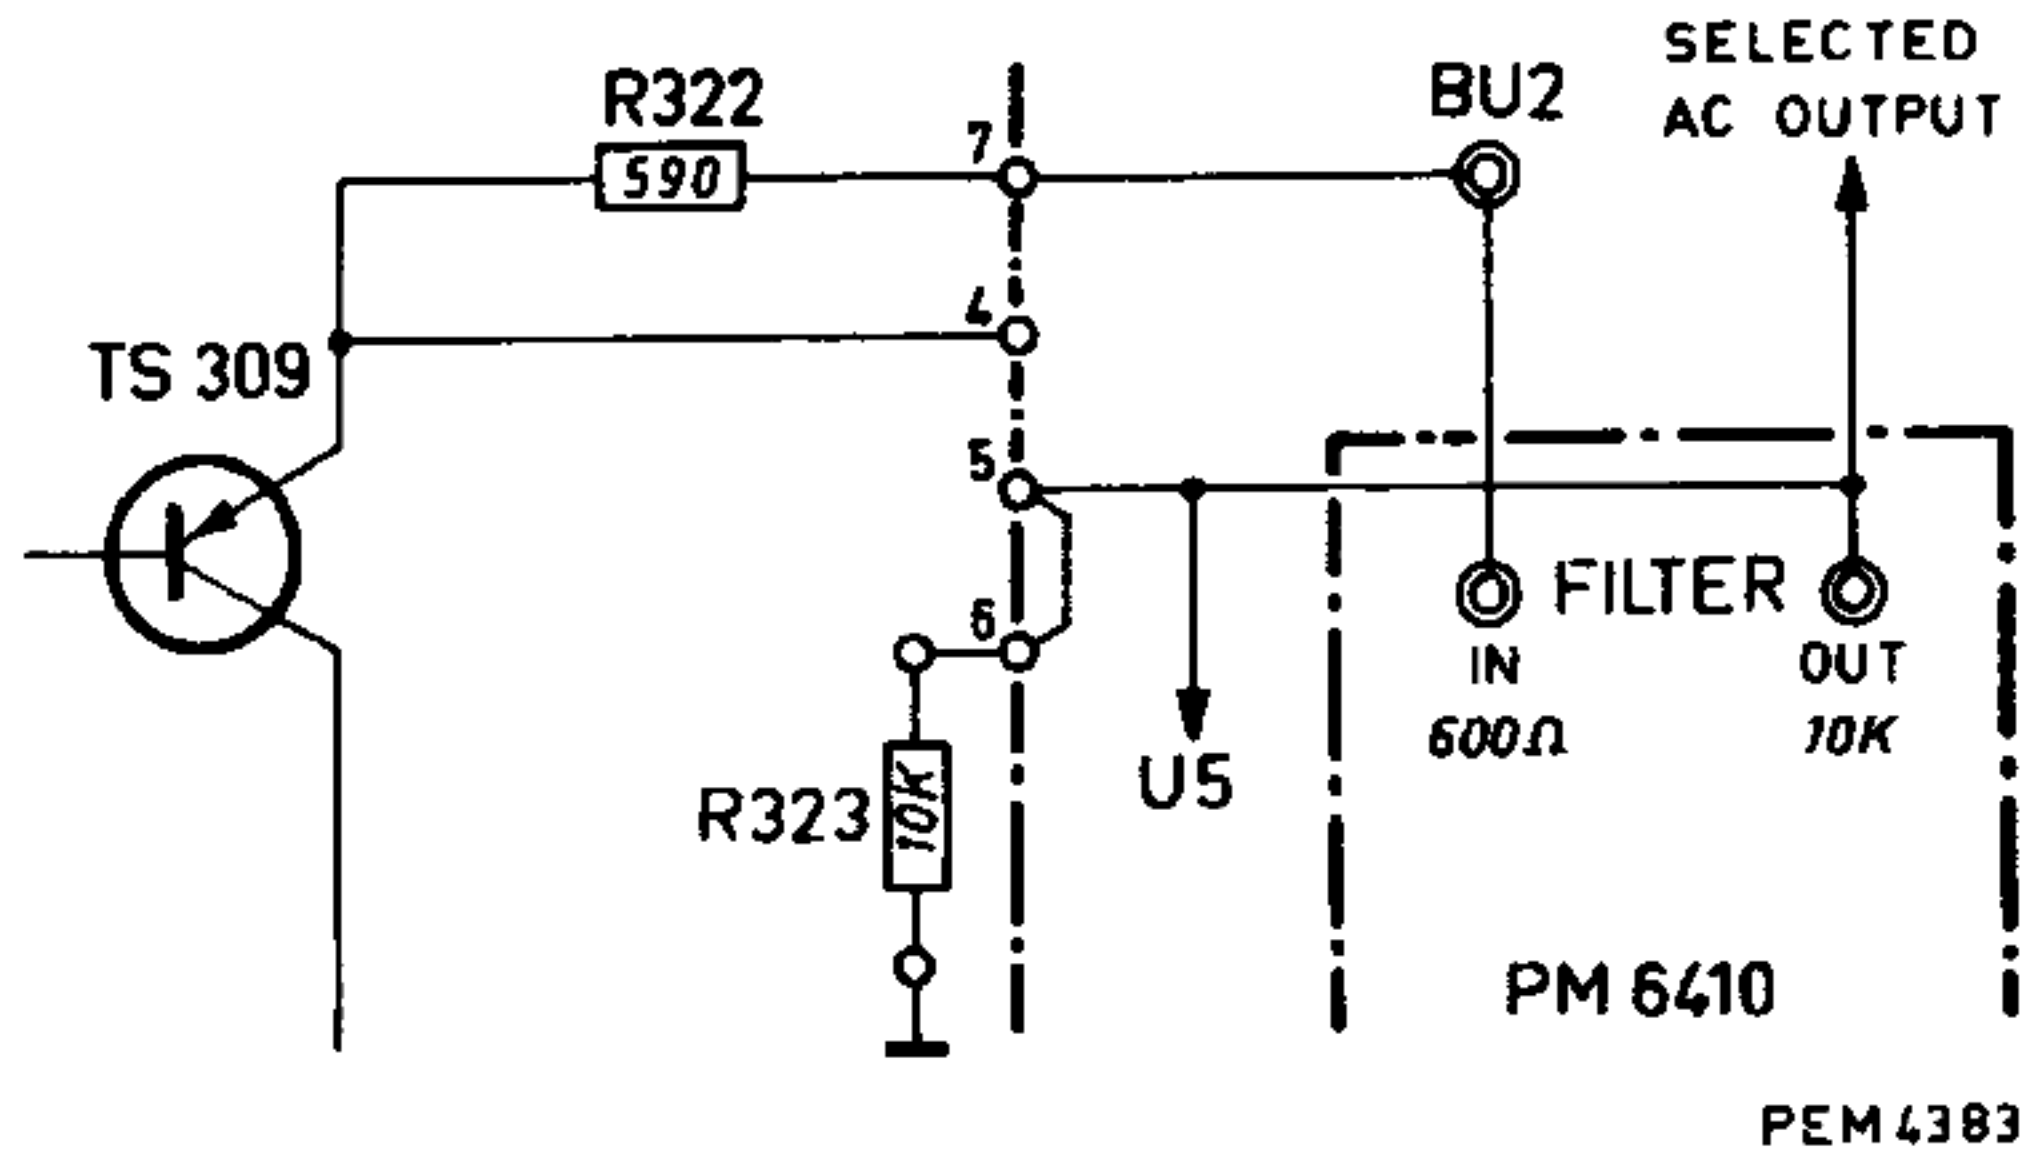 SELECTED
AC OUTPUT
R322
590
7
BU2
4
TS 309
5
6
FILTER
IN
OUT
600Ω
10K
U5
R323
10K
PM 6410
PEM 4383